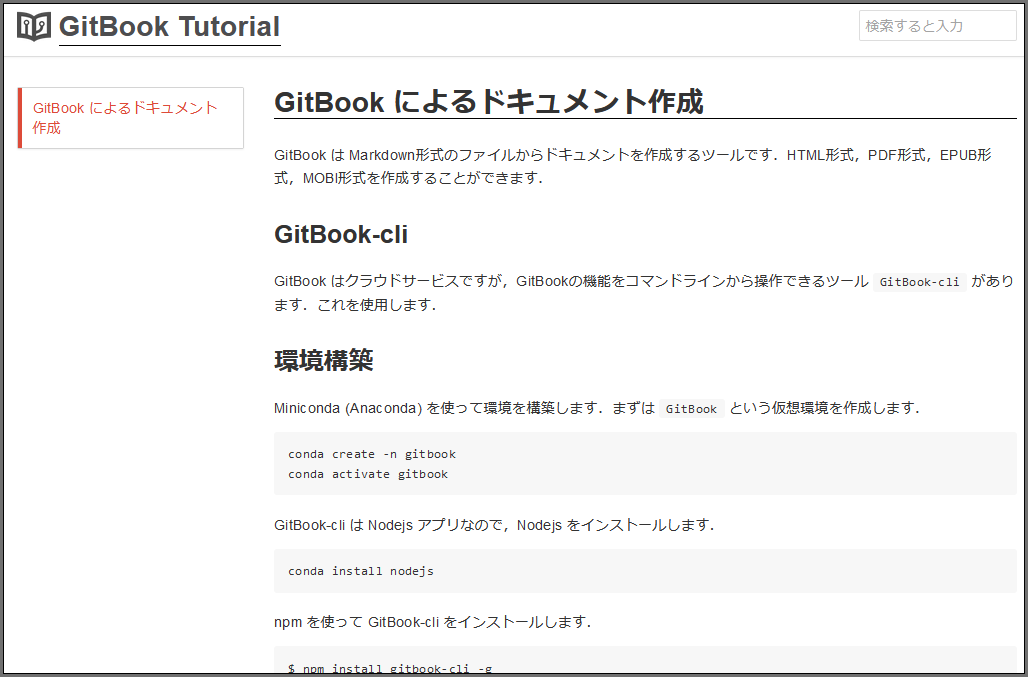 GitBook Tutorial
検索すると入力
GitBook によるドキュメント
作成
GitBook によるドキュメント作成
GitBook は Markdown形式のファイルからドキュメントを作成するツールです．HTML形式，PDF形式，EPUB形
式，MOBI形式を作成することができます．
GitBook-cli
GitBook はクラウドサービスですが，GitBookの機能をコマンドラインから操作できるツール GitBook-cli があり
ます．これを使用します．
環境構築
Miniconda (Anaconda) を使って環境を構築します．まずは GitBook という仮想環境を作成します．
conda create -n gitbook
conda activate gitbook
GitBook-cli は Nodejs アプリなので，Nodejs をインストールします．
conda install nodejs
npm を使って GitBook-cli をインストールします．
$ npm install gitbook-cli -g